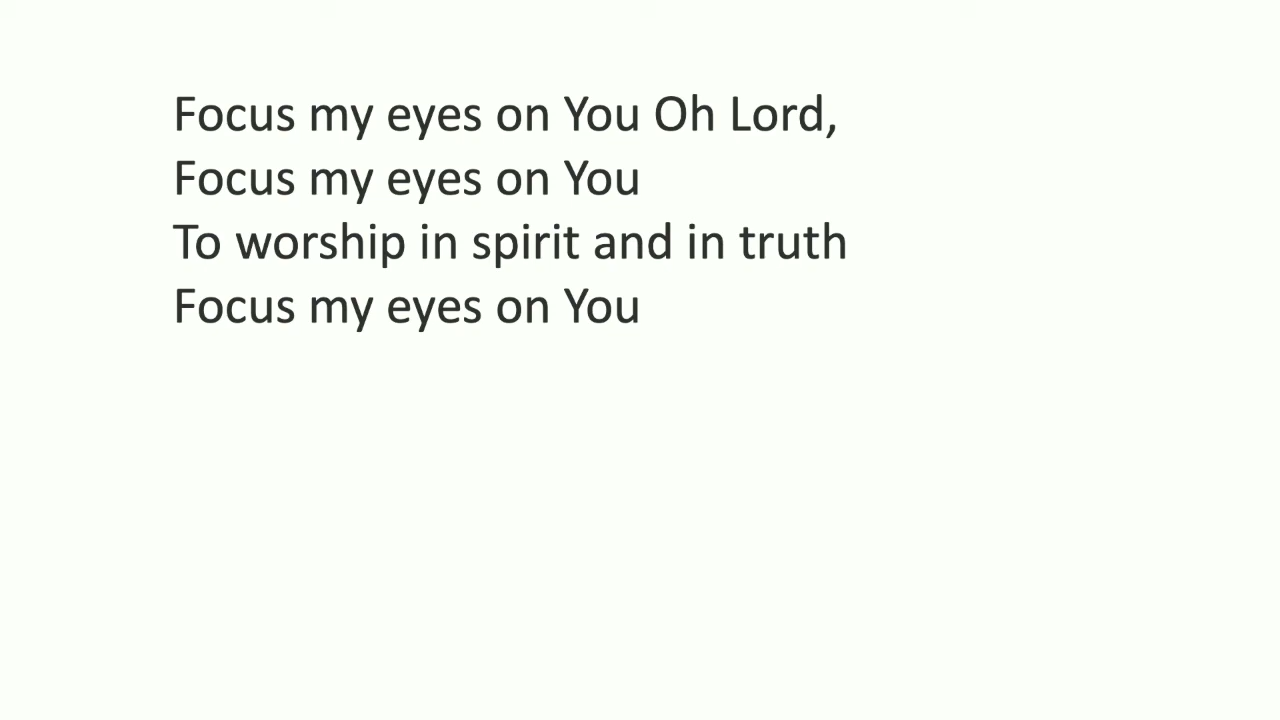 Focus my eyes on You Oh Lord,
Focus my eyes on You
To worship in spirit and in truth
Focus my eyes on You